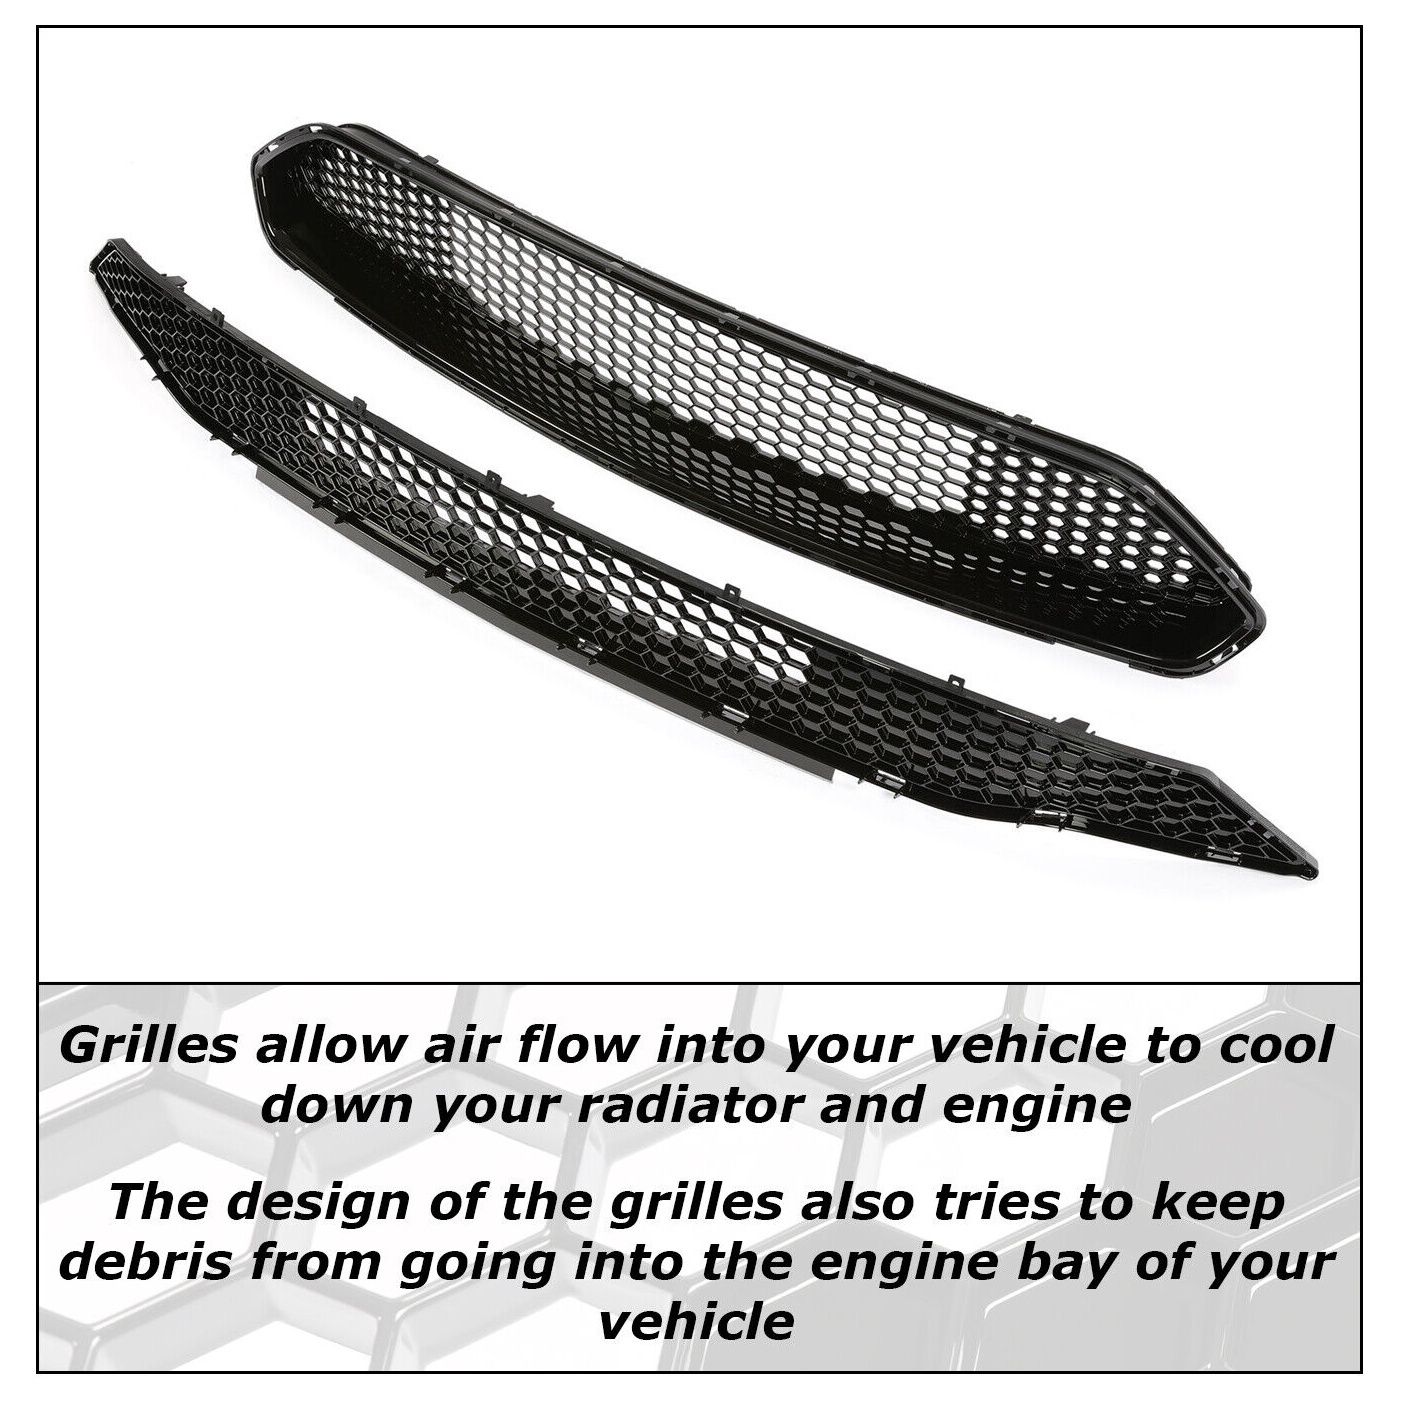 Grilles allow air flow into your vehicle to cool
down your radiator and engine
The design of the grilles also tries to keep
debris from going into the engine bay of your
vehicle